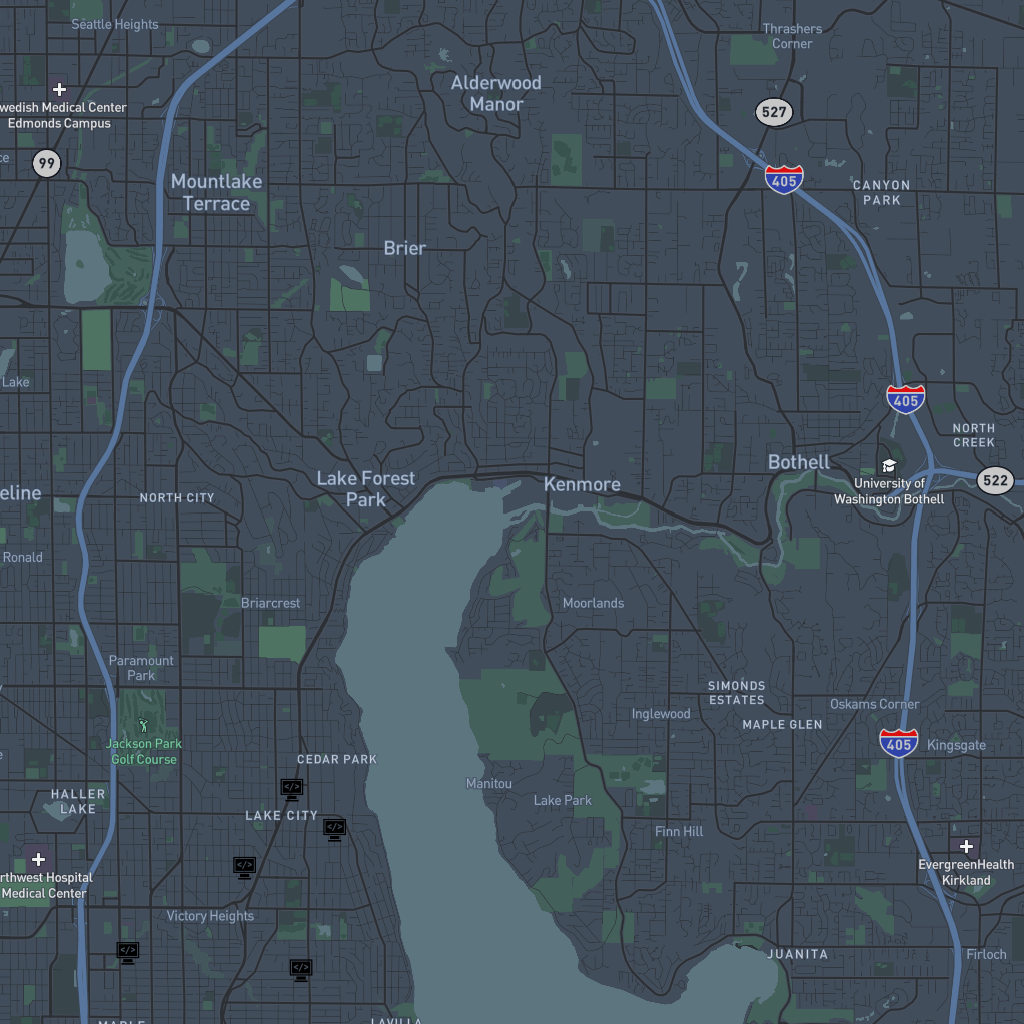 Seattle Heights
Thrashers
Corner
Alderwood
Manor
wedish Medical Center
Edmonds Campus
527
99
405
Mountlake
Terrace
CANYON
PARK
Brier
Lake
405
NORTH
CREEK
Bothell
Lake Forest
Park
Kenmore
522
University of
Washington Bothell
eline
NORTH CITY
Ronald
Briarcrest
Moorlands
Paramount
Park
SIMONDS
ESTATES
Inglewood
Oskams Corner
MAPLE GLEN
405
Kingsgate
Jackson Park
Golf Course
CEDAR PARK
Manitou
</>
HALLER
LAKE
Lake Park
LAKE CITY
</>
Finn Hill
</>
EvergreenHealth
Kirkland
rthwest Hospital
Medical Center
Victory Heights
</>
JUANITA
Firloch
</>
MAPLE
LAVILLA